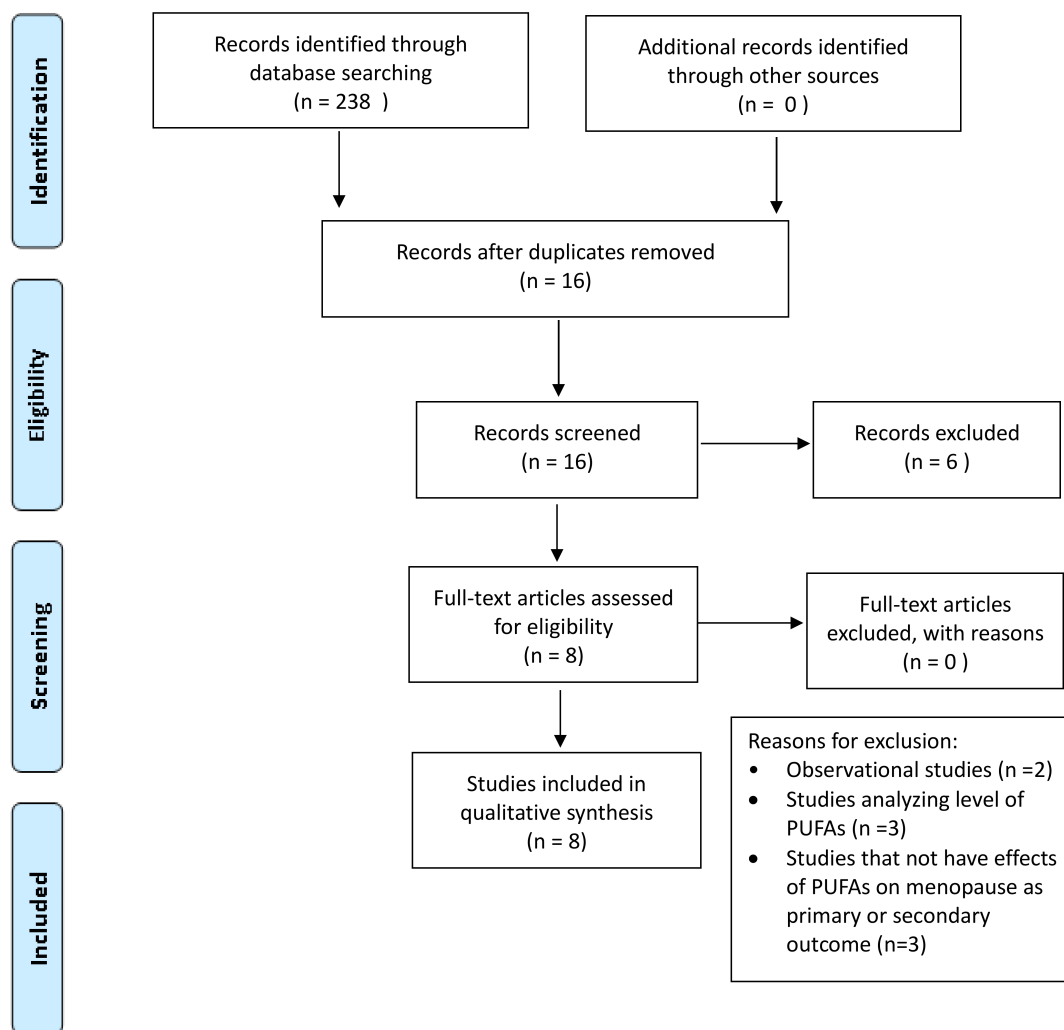 Identification
Records identified through
database searching
(n = 238  )
Additional records identified
through other sources
(n =  0 )
Records after duplicates removed
(n = 16)
Eligibility
Records screened
(n = 16)
Records excluded
(n = 6 )
Screening
Full-text articles assessed
for eligibility
(n = 8)
Full-text articles
excluded, with reasons
(n = 0 )
Included
Studies included in
qualitative synthesis
(n = 8)
Reasons for exclusion:
• Observational studies (n =2)
• Studies analyzing level of
PUFAs (n =3)
• Studies that not have effects
of PUFAs on menopause as
primary or secondary
outcome (n=3)